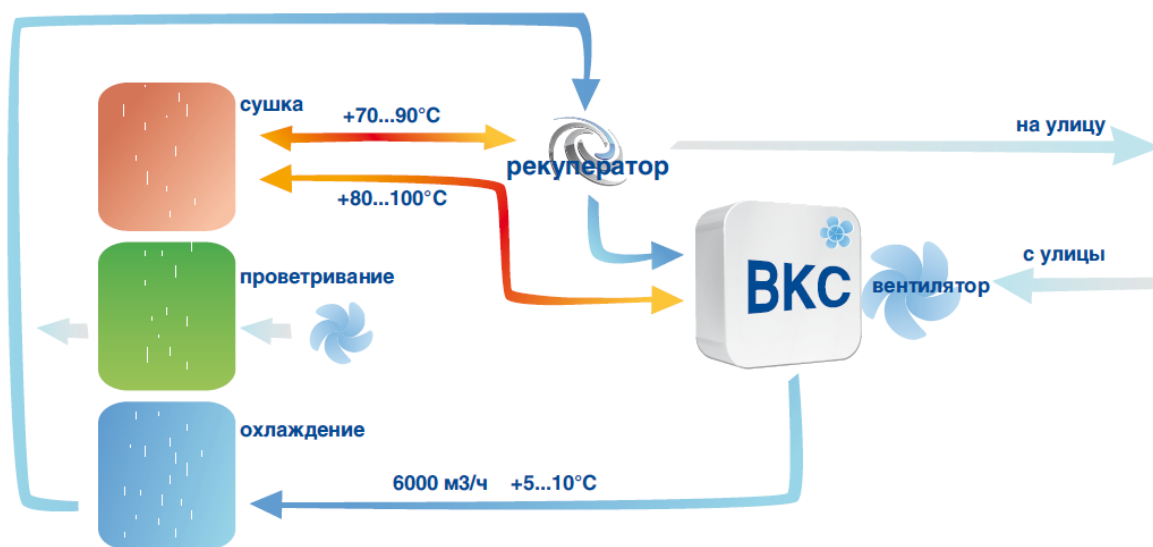 сушка
+70...90°C
рекуператор
на улицу
+80...100°C
проветривание
ВКС
вентилятор
с улицы
охлаждение
6000 м3/ч +5...10°C